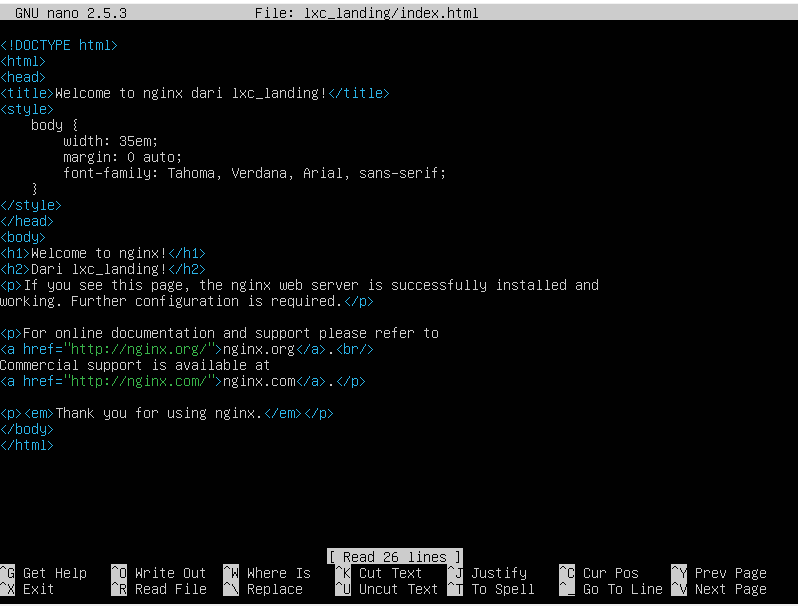 GNU nano 2.5.3 File: lxc_landing/index.html
<!DOCTYPE html>
<html>
<head>
<title>Welcome to nginx dari lxc_landing!</title>
<style>
    body {
        width: 35em;
        margin: 0 auto;
        font-family: Tahoma, Verdana, Arial, sans-serif;
    }
</style>
</head>
<body>
<h1>Welcome to nginx!</h1>
<h2>Dari lxc_landing!</h2>
<p>If you see this page, the nginx web server is successfully installed and
working. Further configuration is required.</p>

<p>For online documentation and support please refer to
<a href="http://nginx.org/">nginx.org</a>.<br/>
Commercial support is available at
<a href="http://nginx.com/">nginx.com</a>.</p>

<p><em>Thank you for using nginx.</em></p>
</body>
</html>
[ Read 26 lines ]
^G Get Help ^O Write Out ^W Where Is ^K Cut Text ^J Justify ^C Cur Pos ^Y Prev Page
^X Exit ^R Read File ^\ Replace ^U Uncut Text ^T To Spell ^_ Go To Line ^V Next Page